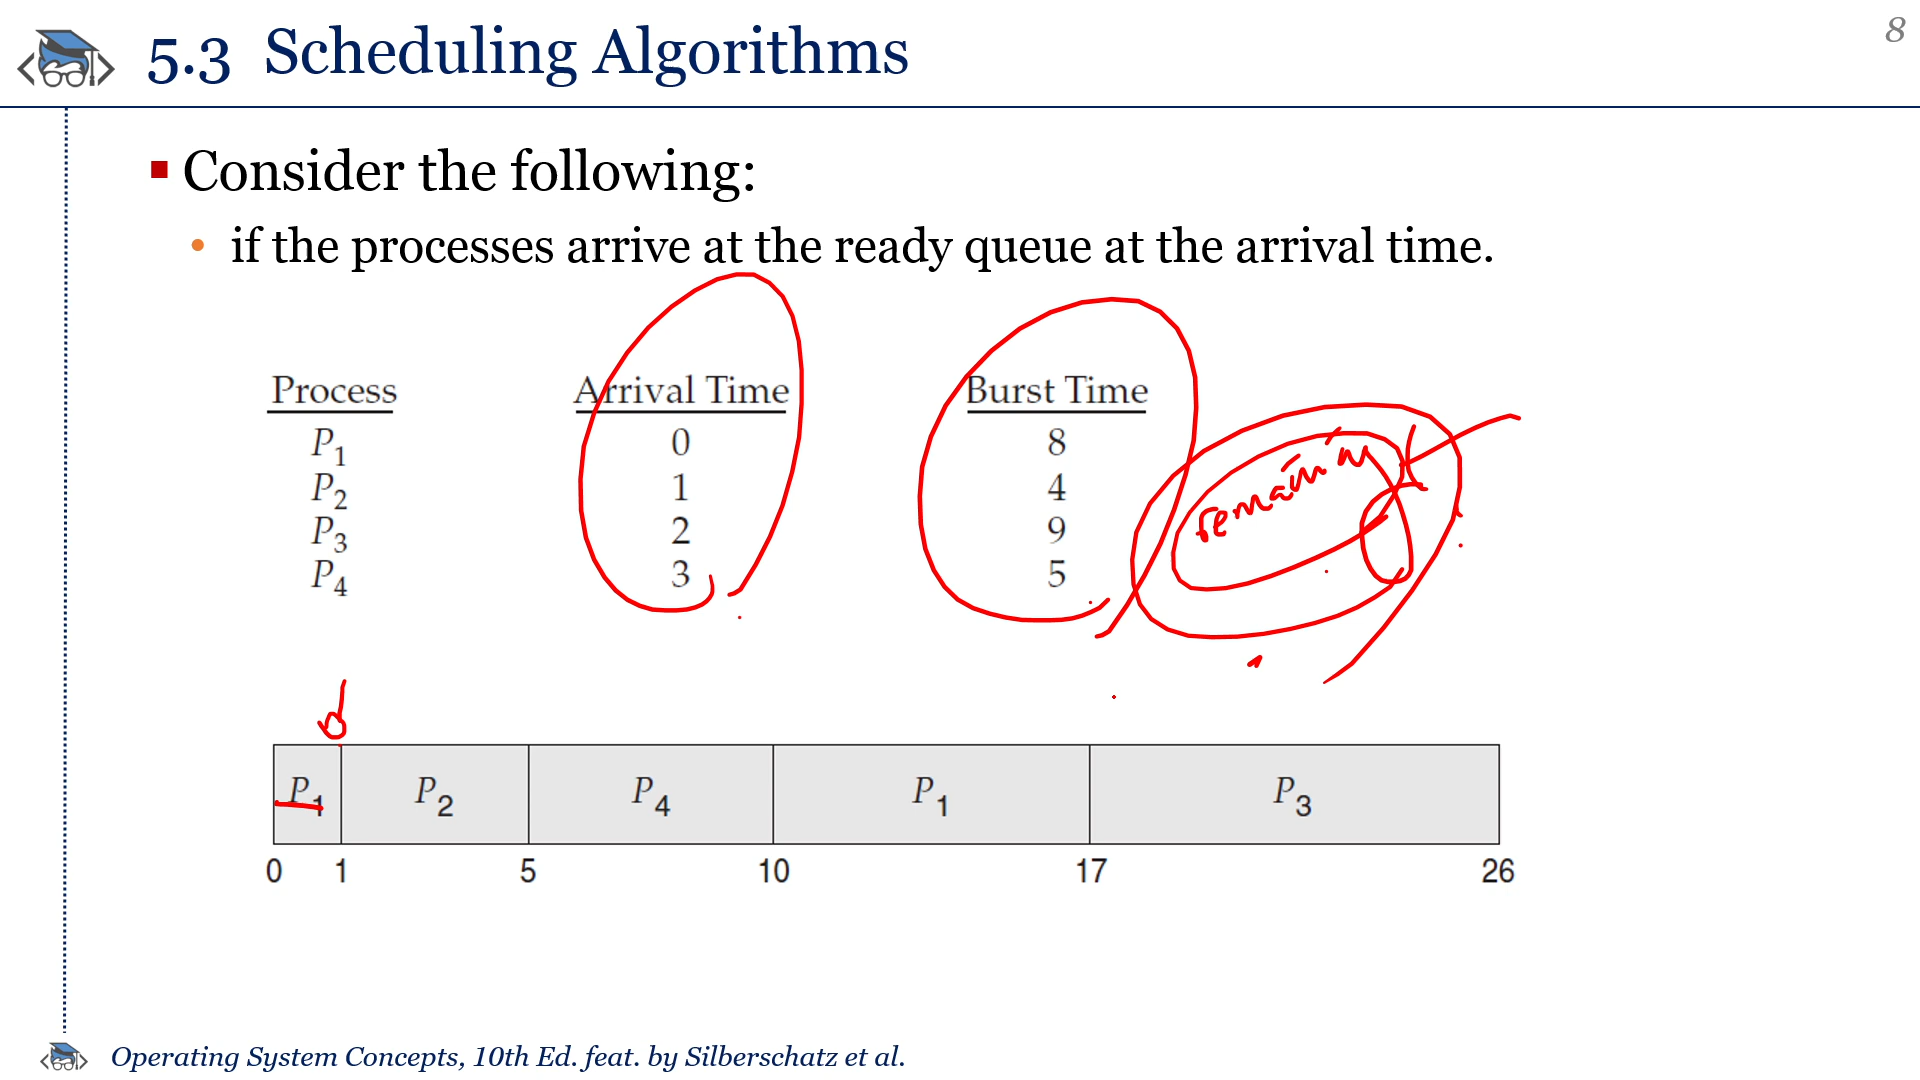 8
5.3 Scheduling Algorithms
Consider the following:
if the processes arrive at the ready queue at the arrival time.
Process Arrival Time Burst Time
P1 0 8
P2 1 4
P3 2 9
P4 3 5
remaining
P1 P2 P4 P1 P3
0 1 5 10 17 26
Operating System Concepts, 10th Ed. feat. by Silberschatz et al.